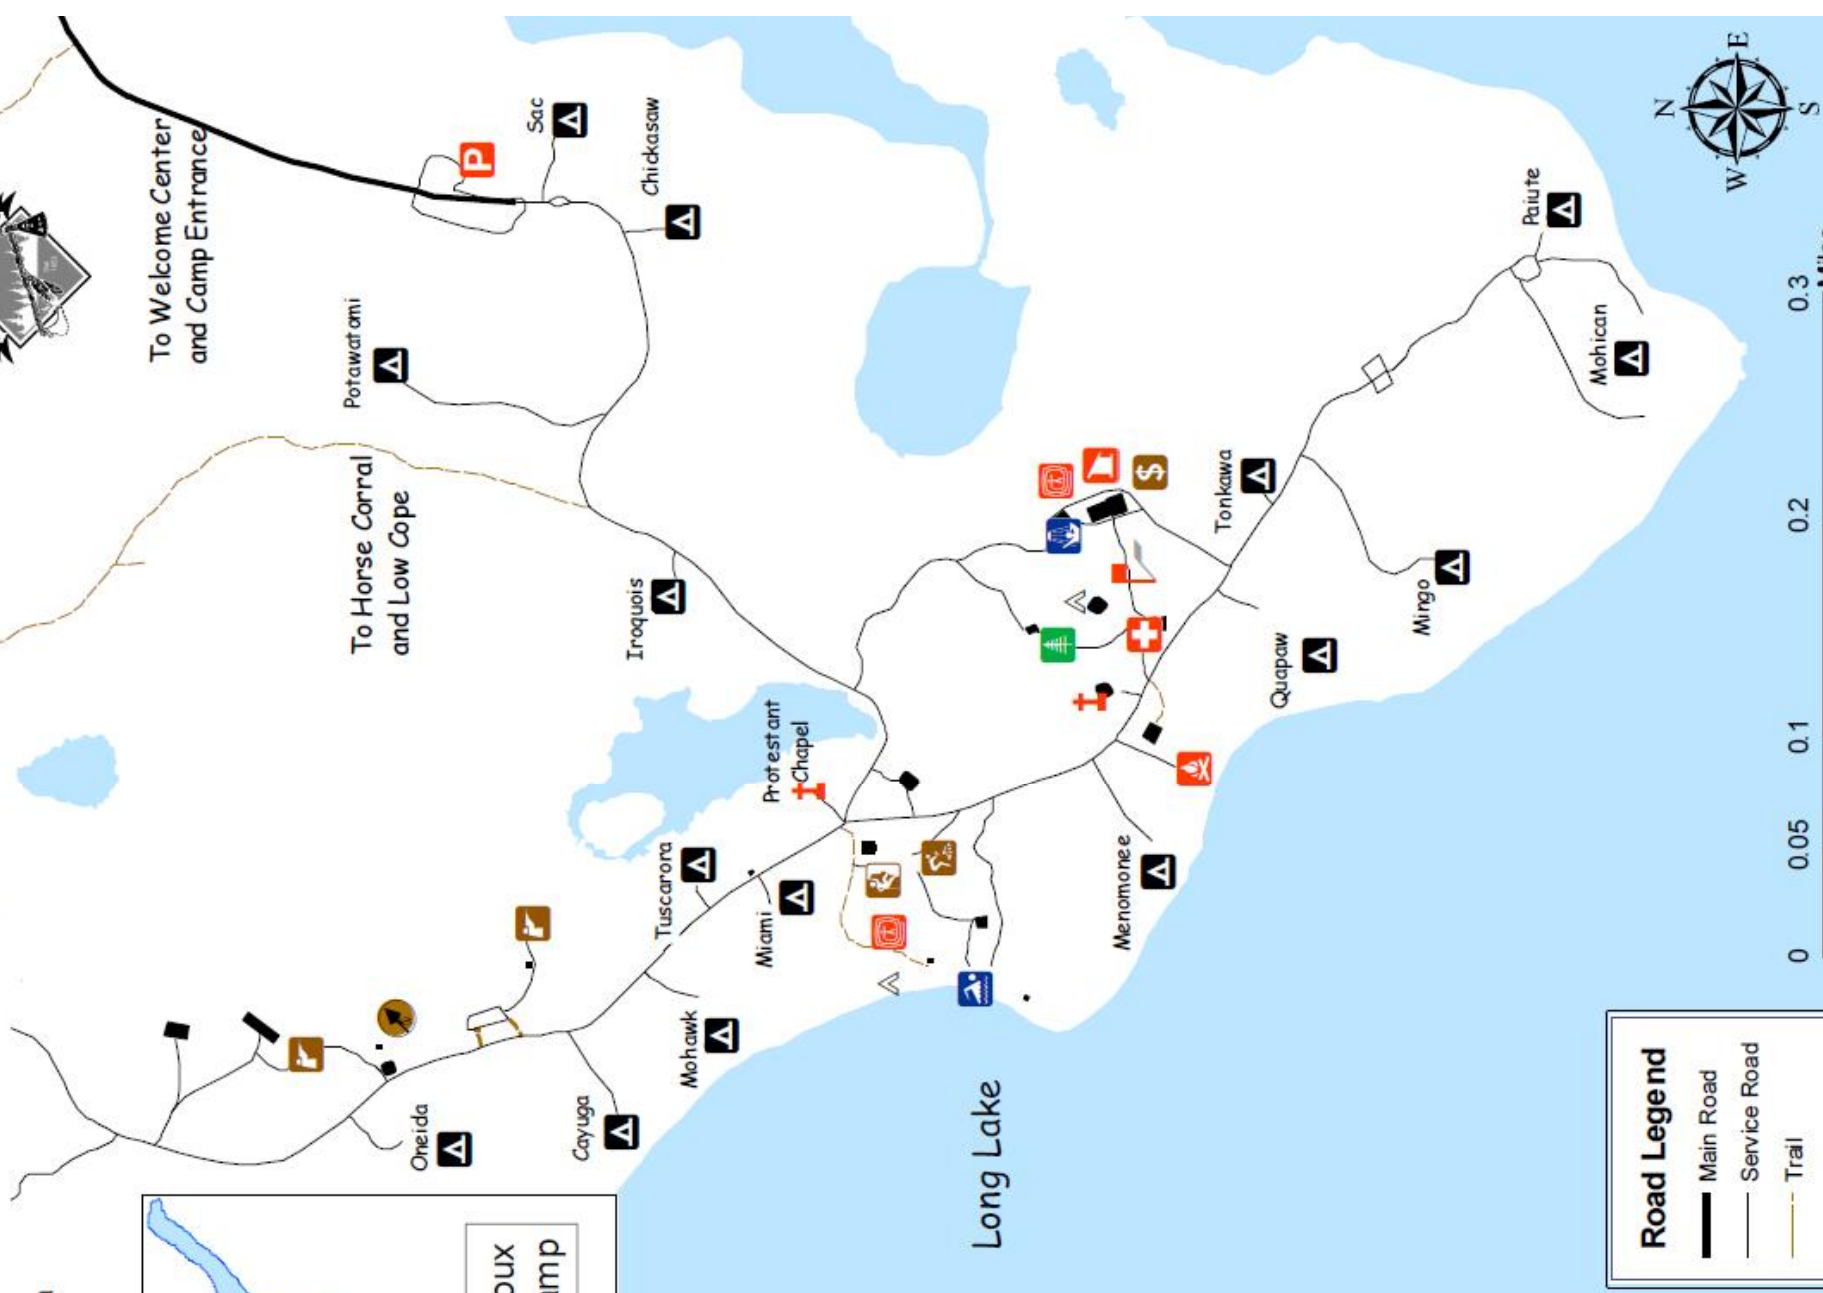 To Welcome Center
and Camp Entrance
Sac
Chickasaw
Potawatomi
To Horse Corral
and Low Cope
Iroquois
Protestant
Chapel
Tuscarora
Miami
Mohawk
Cayuga
Oneida
Menomonee
Quapaw
Mingo
Tonkawa
Mohican
Paiute
P
$
Long Lake
N
E
S
W
0
0.05
0.1
0.2
0.3
Road Legend
Main Road
Service Road
Trail